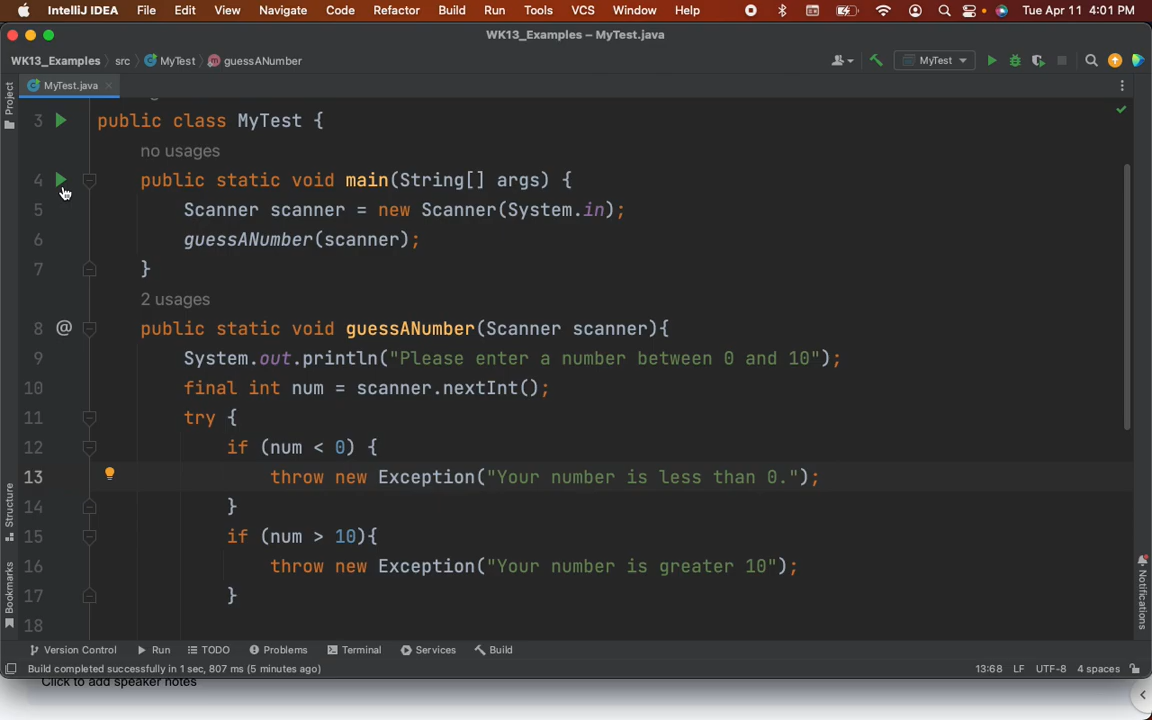 IntelliJ IDEA File Edit View Navigate Code Refactor Build Run Tools VCS Window Help Tue Apr 11 4:01 PM
WK13_Examples – MyTest.java
WK13_Examples src MyTest guessANumber MyTest
Project MyTest.java
3 public class MyTest {
no usages
4 public static void main(String[] args) {
5 Scanner scanner = new Scanner(System.in);
6 guessANumber(scanner);
7 }
2 usages
8 @ public static void guessANumber(Scanner scanner){
9 System.out.println("Please enter a number between 0 and 10");
10 final int num = scanner.nextInt();
11 try {
12 if (num < 0) {
13 throw new Exception("Your number is less than 0.");
14 }
15 if (num > 10){
16 throw new Exception("Your number is greater 10");
17 }
18
Structure
Bookmarks
Notifications
Version Control Run TODO Problems Terminal Services Build
Build completed successfully in 1 sec, 807 ms (5 minutes ago) 13:68 LF UTF-8 4 spaces
Click to add speaker notes